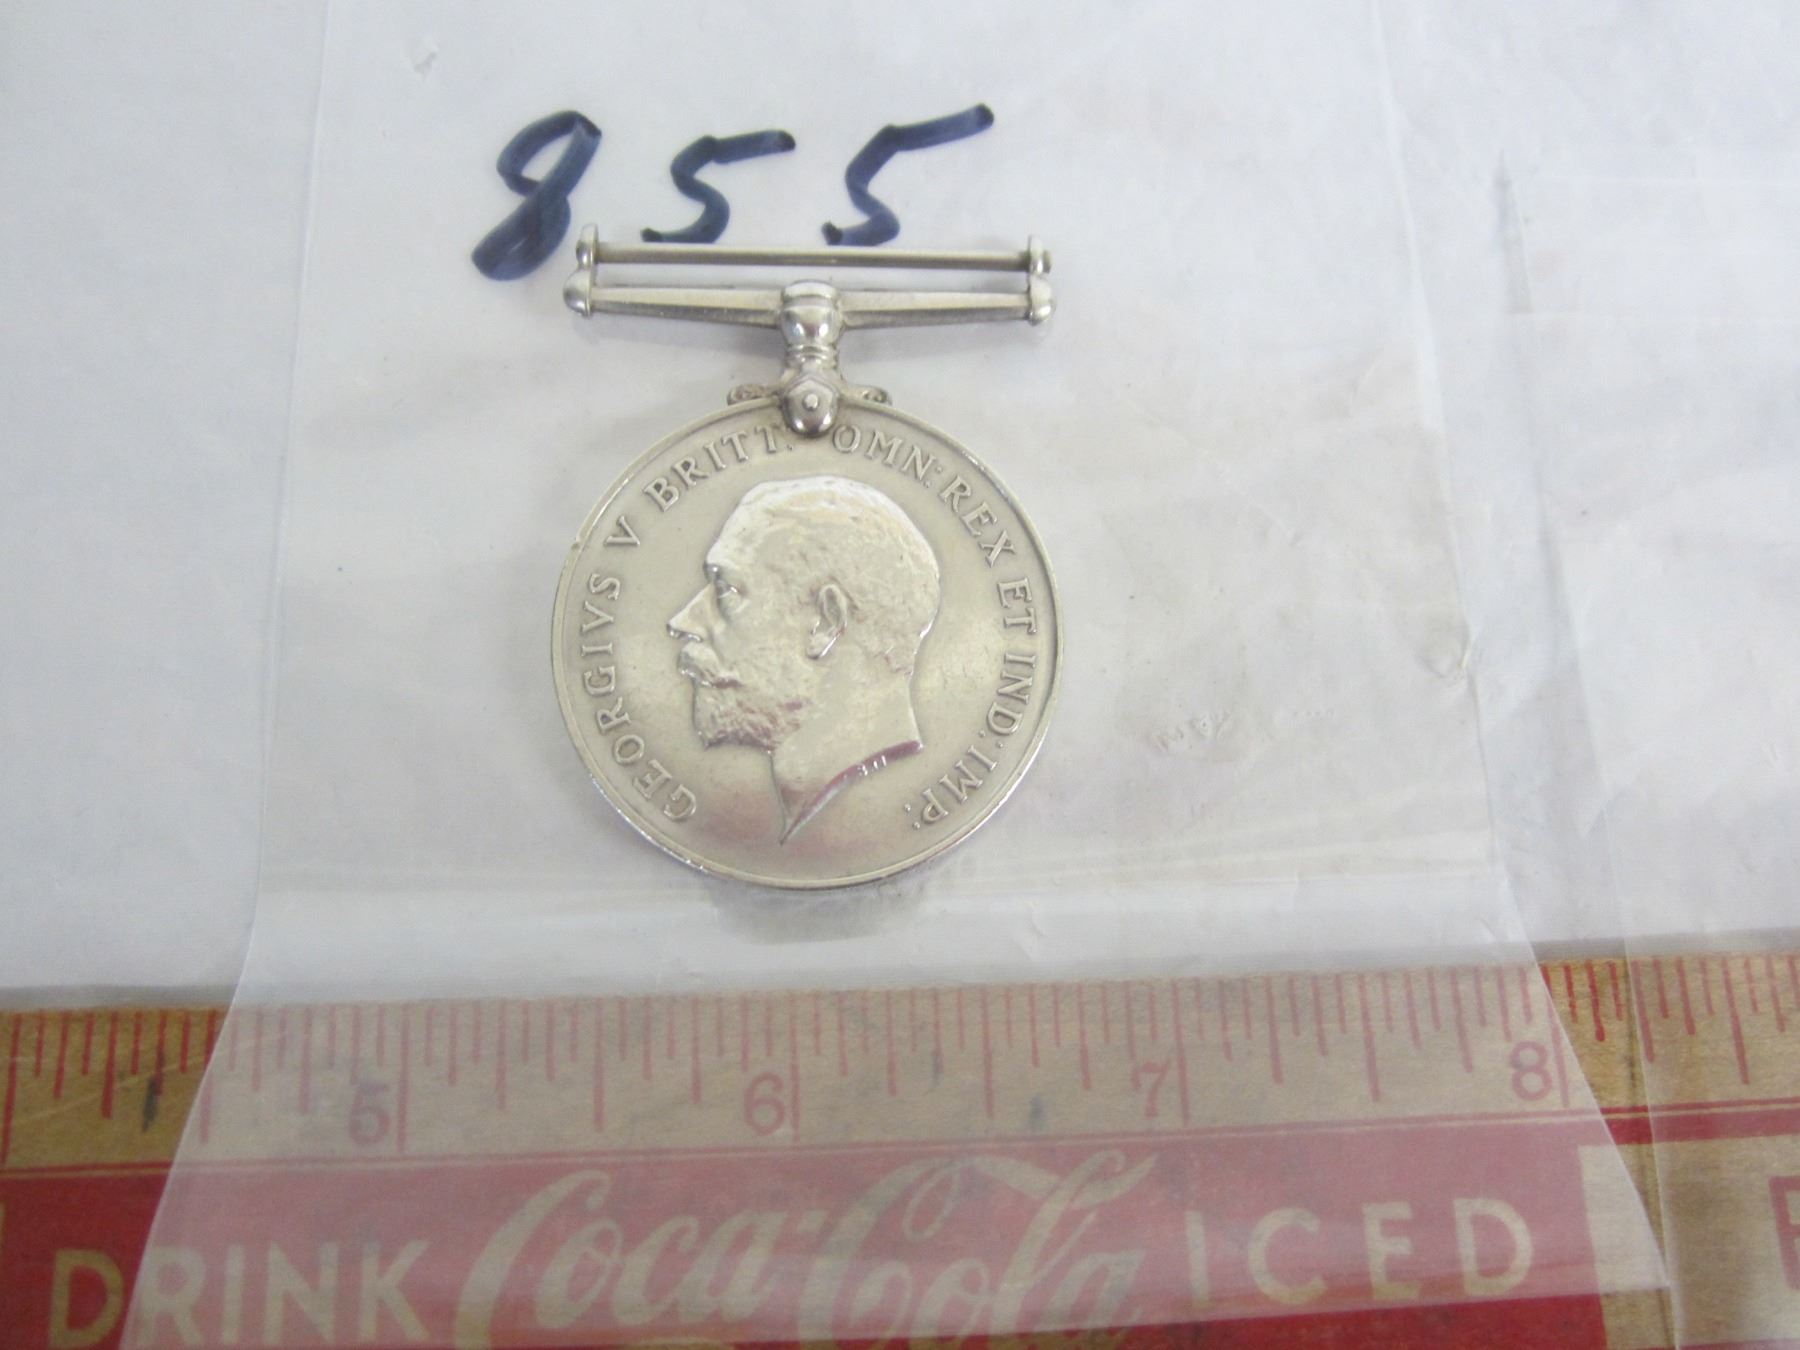 855
GEORGIVS V BRITT: OMN: REX ET IND: IMP:
5 6 7 8
DRINK Coca-Cola ICED